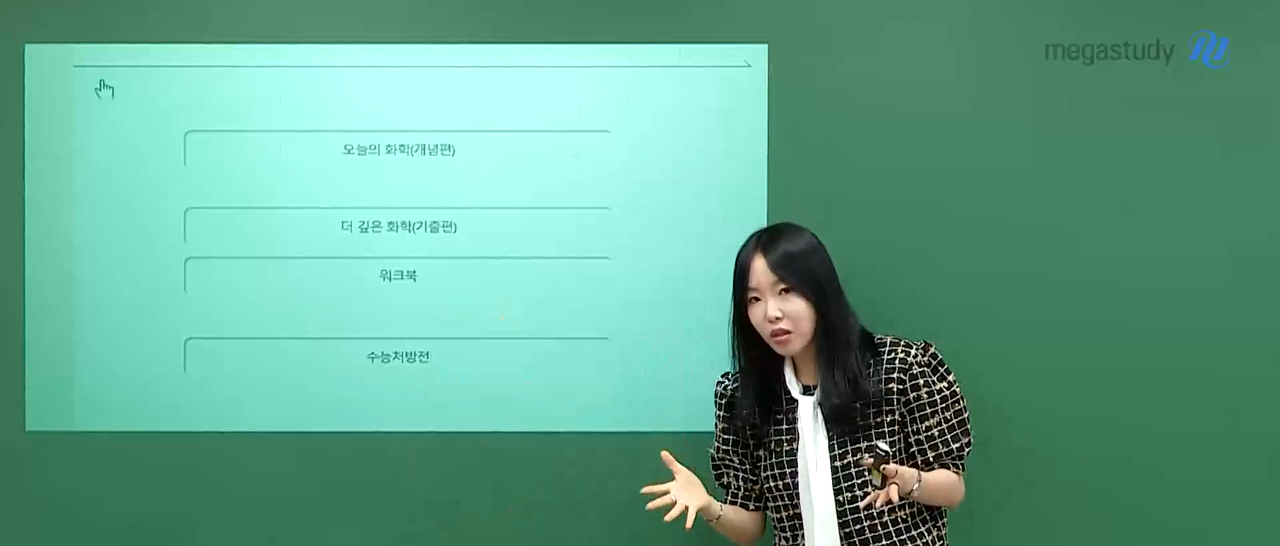 megastudy
오늘의 화학(개념편)
더 깊은 화학(기출편)
워크북
수능처방전